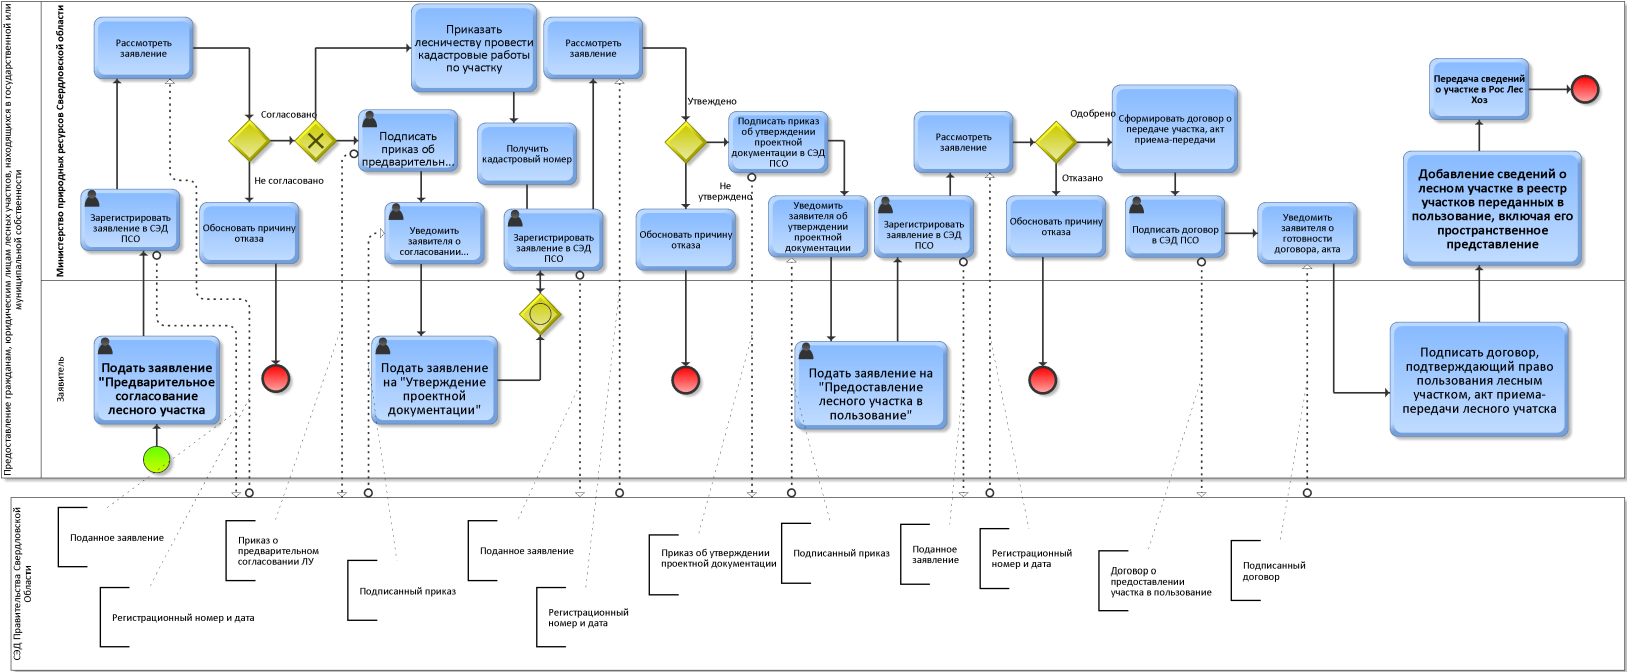 Предоставление гражданам, юридическим лицам лесных участков, находящихся в государственной или
муниципальной собственности
Министерство природных ресурсов Свердловской области
Рассмотреть
заявление
Зарегистрировать
заявление в СЭД
ПСО
Согласовано
Не согласовано
Обосновать причину
отказа
Приказать
лесничеству провести
кадастровые работы
по участку
Подписать
приказ об
предварительн...
Уведомить
заявителя о
согласовании...
Получить
кадастровый номер
Зарегистрировать
заявление в СЭД
ПСО
Рассмотреть
заявление
Утвеждено
Не
утверждено
Обосновать причину
отказа
Подписать приказ
об утверждении
проектной
документации в СЭД
ПСО
Уведомить
заявителя об
утверждении
проектной
документации
Зарегистрировать
заявление в СЭД
ПСО
Рассмотреть
заявление
Одобрено
Отказано
Обосновать причину
отказа
Сформировать договор о
передаче участка, акт
приема-передачи
Подписать договор
в СЭД ПСО
Уведомить
заявителя о
готовности
договора, акта
Передача сведений
о участке в Рос Лес
Хоз
Добавление сведений о
лесном участке в реестр
участков переданных в
пользование, включая его
пространственное
представление
Заявитель
Подать заявление
"Предварительное
согласование
лесного участка
Подать заявление
на "Утверждение
проектной
документации"
Подать заявление на
"Предоставление
лесного участка в
пользование"
Подписать договор,
подтверждающий право
пользования лесным
участком, акт приема-
передачи лесного учатска
СЭД Правительства Свердловской
Области
Поданное заявление
Регистрационный номер и дата
Приказ о
предварительном
согласовании ЛУ
Подписанный приказ
Поданное заявление
Регистрационный
номер и дата
Приказ об утверждении
проектной документации
Подписанный приказ
Поданное
заявление
Регистрационный
номер и дата
Договор о
предоставлении
участка в пользование
Подписанный
договор